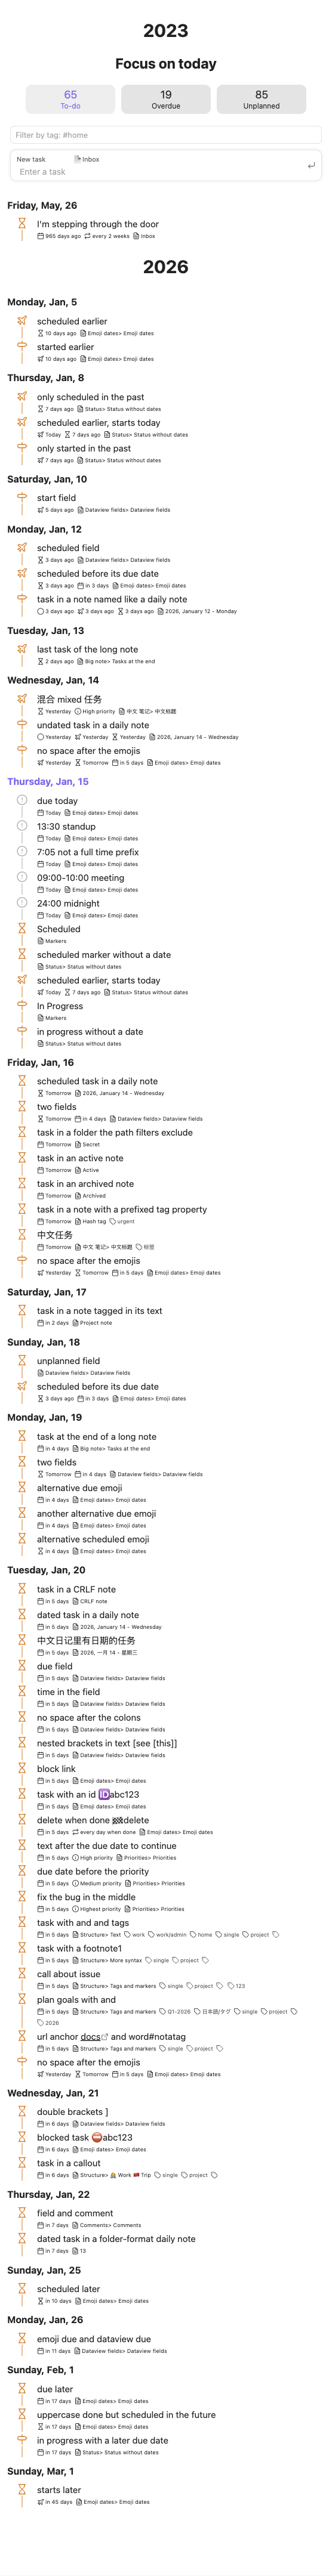 2023
Focus on today
65 19 85
To-do Overdue Unplanned
Filter by tag: #home
New task Inbox
Enter a task
Friday, May, 26
I'm stepping through the door
965 days ago every 2 weeks Inbox
2026
Monday, Jan, 5
scheduled earlier
10 days ago Emoji dates> Emoji dates
started earlier
10 days ago Emoji dates> Emoji dates
Thursday, Jan, 8
only scheduled in the past
7 days ago Status> Status without dates
scheduled earlier, starts today
Today 7 days ago Status> Status without dates
only started in the past
7 days ago Status> Status without dates
Saturday, Jan, 10
start field
5 days ago Dataview fields> Dataview fields
Monday, Jan, 12
scheduled field
3 days ago Dataview fields> Dataview fields
scheduled before its due date
3 days ago in 3 days Emoji dates> Emoji dates
task in a note named like a daily note
3 days ago 3 days ago 3 days ago 2026, January 12 - Monday
Tuesday, Jan, 13
last task of the long note
2 days ago Big note> Tasks at the end
Wednesday, Jan, 14
混合 mixed 任务
Yesterday High priority 中文 笔记> 中文标题
undated task in a daily note
Yesterday Yesterday Yesterday 2026, January 14 - Wednesday
no space after the emojis
Yesterday Tomorrow in 5 days Emoji dates> Emoji dates
Thursday, Jan, 15
due today
Today Emoji dates> Emoji dates
13:30 standup
Today Emoji dates> Emoji dates
7:05 not a full time prefix
Today Emoji dates> Emoji dates
09:00-10:00 meeting
Today Emoji dates> Emoji dates
24:00 midnight
Today Emoji dates> Emoji dates
Scheduled
Markers
scheduled marker without a date
Status> Status without dates
scheduled earlier, starts today
Today 7 days ago Status> Status without dates
In Progress
Markers
in progress without a date
Status> Status without dates
Friday, Jan, 16
scheduled task in a daily note
Tomorrow 2026, January 14 - Wednesday
two fields
Tomorrow in 4 days Dataview fields> Dataview fields
task in a folder the path filters exclude
Tomorrow Secret
task in an active note
Tomorrow Active
task in an archived note
Tomorrow Archived
task in a note with a prefixed tag property
Tomorrow Hash tag urgent
中文任务
Tomorrow 中文 笔记> 中文标题 标签
no space after the emojis
Yesterday Tomorrow in 5 days Emoji dates> Emoji dates
Saturday, Jan, 17
task in a note tagged in its text
in 2 days Project note
Sunday, Jan, 18
unplanned field
Dataview fields> Dataview fields
scheduled before its due date
3 days ago in 3 days Emoji dates> Emoji dates
Monday, Jan, 19
task at the end of a long note
in 4 days Big note> Tasks at the end
two fields
Tomorrow in 4 days Dataview fields> Dataview fields
alternative due emoji
in 4 days Emoji dates> Emoji dates
another alternative due emoji
in 4 days Emoji dates> Emoji dates
alternative scheduled emoji
in 4 days Emoji dates> Emoji dates
Tuesday, Jan, 20
task in a CRLF note
in 5 days CRLF note
dated task in a daily note
in 5 days 2026, January 14 - Wednesday
中文日记里有日期的任务
in 5 days 2026, 一月 14 - 星期三
due field
in 5 days Dataview fields> Dataview fields
time in the field
in 5 days Dataview fields> Dataview fields
no space after the colons
in 5 days Dataview fields> Dataview fields
nested brackets in text [see [this]]
in 5 days Dataview fields> Dataview fields
block link
in 5 days Emoji dates> Emoji dates
task with an id 🆔abc123
in 5 days Emoji dates> Emoji dates
delete when done 🏁delete
in 5 days every day when done Emoji dates> Emoji dates
text after the due date to continue
in 5 days High priority Priorities> Priorities
due date before the priority
in 5 days Medium priority Priorities> Priorities
fix the bug in the middle
in 5 days Highest priority Priorities> Priorities
task with and and tags
in 5 days Structure> Text work work/admin home single project
task with a footnote1
in 5 days Structure> More syntax single project
call about issue
in 5 days Structure> Tags and markers single project 123
plan goals with and
in 5 days Structure> Tags and markers Q1-2026 日本語/タグ single project
2026
url anchor docs and word#notatag
in 5 days Structure> Tags and markers single project
no space after the emojis
Yesterday Tomorrow in 5 days Emoji dates> Emoji dates
Wednesday, Jan, 21
double brackets ]
in 6 days Dataview fields> Dataview fields
blocked task ⛔abc123
in 6 days Emoji dates> Emoji dates
task in a callout
in 6 days Structure> Work Trip single project
Thursday, Jan, 22
field and comment
in 7 days Comments> Comments
dated task in a folder-format daily note
in 7 days 13
Sunday, Jan, 25
scheduled later
in 10 days Emoji dates> Emoji dates
Monday, Jan, 26
emoji due and dataview due
in 11 days Dataview fields> Dataview fields
Sunday, Feb, 1
due later
in 17 days Emoji dates> Emoji dates
uppercase done but scheduled in the future
in 17 days Emoji dates> Emoji dates
in progress with a later due date
in 17 days Status> Status without dates
Sunday, Mar, 1
starts later
in 45 days Emoji dates> Emoji dates